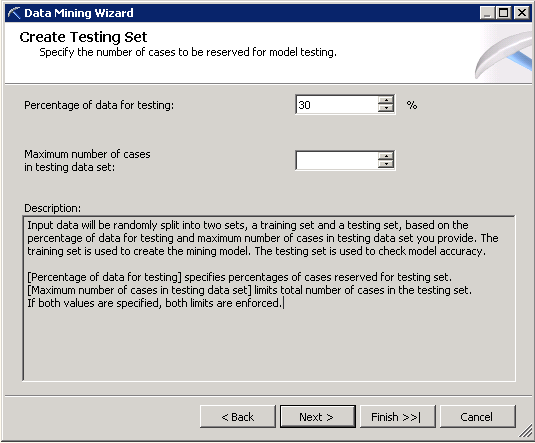 Data Mining Wizard
Create Testing Set
Specify the number of cases to be reserved for model testing.
Percentage of data for testing:
30
%
Maximum number of cases
in testing data set:
Description:
Input data will be randomly split into two sets, a training set and a testing set, based on the
percentage of data for testing and maximum number of cases in testing data set you provide. The
training set is used to create the mining model. The testing set is used to check model accuracy.
[Percentage of data for testing] specifies percentages of cases reserved for testing set.
[Maximum number of cases in testing data set] limits total number of cases in the testing set.
If both values are specified, both limits are enforced.
< Back
Next >
Finish >>|
Cancel